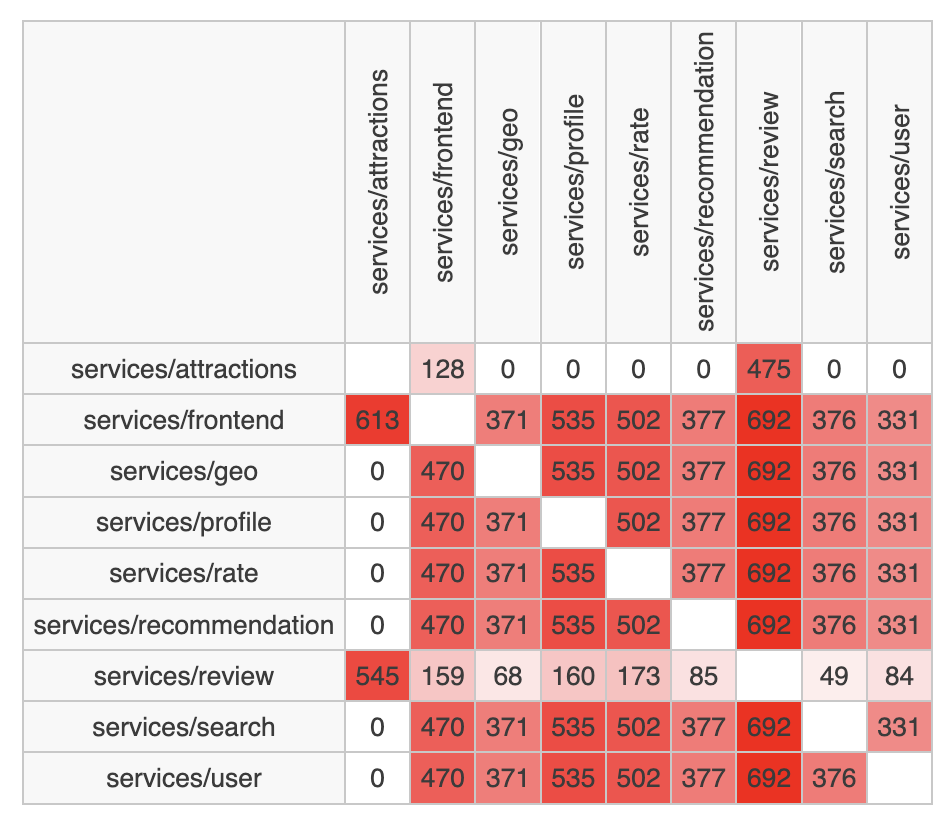 services/attractions services/frontend services/geo services/profile services/rate services/recommendation services/review services/search services/user
services/attractions 128 0 0 0 0 475 0 0
services/frontend 613 371 535 502 377 692 376 331
services/geo 0 470 535 502 377 692 376 331
services/profile 0 470 371 502 377 692 376 331
services/rate 0 470 371 535 377 692 376 331
services/recommendation 0 470 371 535 502 692 376 331
services/review 545 159 68 160 173 85 49 84
services/search 0 470 371 535 502 377 692 331
services/user 0 470 371 535 502 377 692 376